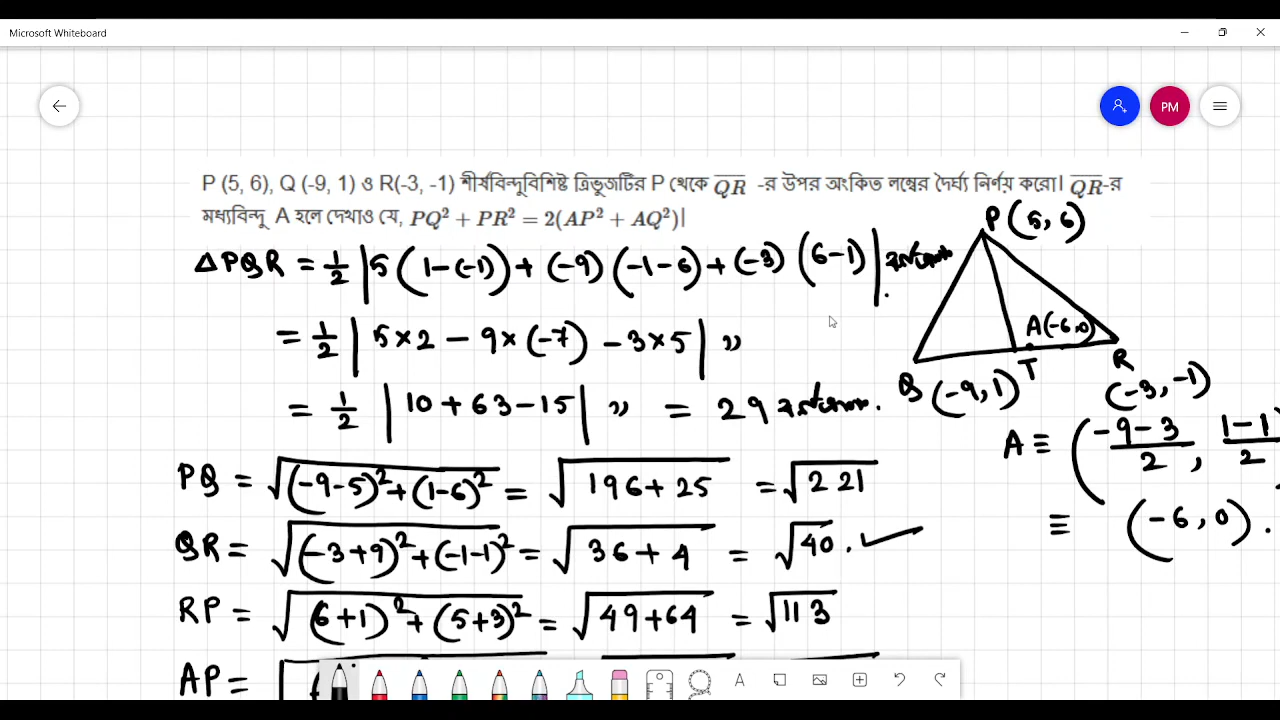 Microsoft Whiteboard
PM
P (5, 6), Q (-9, 1) ও R(-3, -1) শীর্ষবিন্দুবিশিষ্ট ত্রিভুজটির P থেকে \overline{QR} -র উপর অংকিত লম্বের দৈর্ঘ্য নির্ণয় করো। \overline{QR}-র
মধ্যবিন্দু A হলে দেখাও যে, PQ² + PR² = 2(AP² + AQ²)।
P(5, 6)
ΔPQR = 1/2 |5(1-(-1)) + (-9)(-1-6) + (-3)(6-1)|
= 1/2 |5×2 - 9×(-7) - 3×5| "
A(-6,0)
T
Q(-9,1)
R
(-3,-1)
= 1/2 |10+63-15| " = 29
A ≡ ((-9-3)/2, (1-1)/2
≡ (-6,0).
PQ = √((-9-5)²+(1-6)²) = √(196+25) = √221
QR = √((-3+9)²+(-1-1)²) = √(36+4) = √40. ✓
RP = √((6+1)²+(5+3)²) = √(49+64) = √113
AP =
A